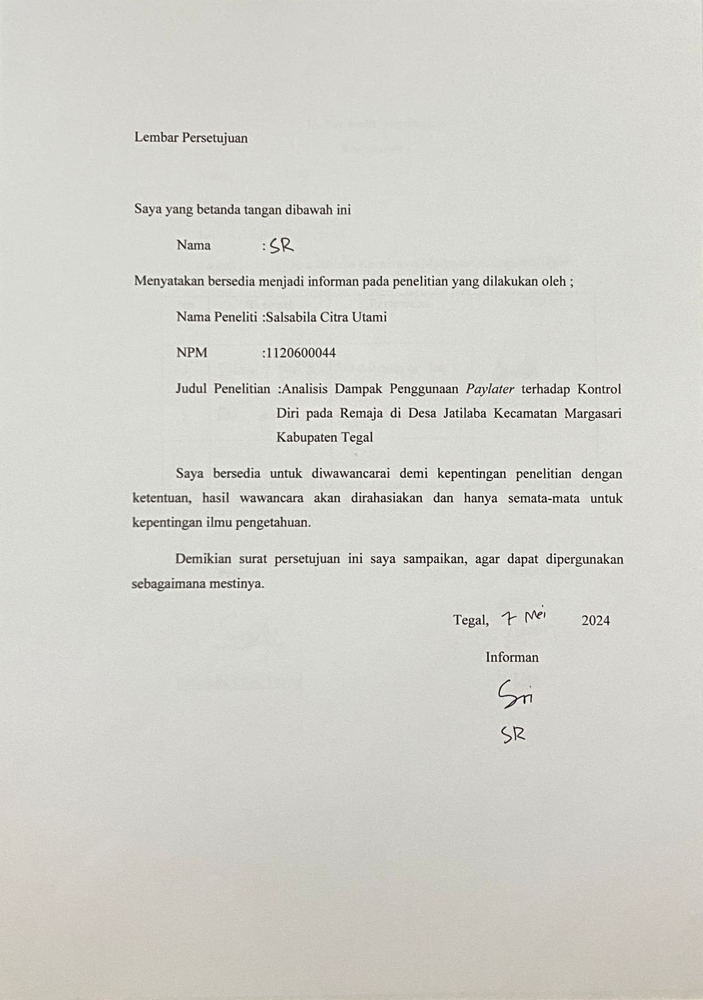 Lembar Persetujuan
Saya yang betanda tangan dibawah ini
Nama : SR
Menyatakan bersedia menjadi informan pada penelitian yang dilakukan oleh ;
Nama Peneliti :Salsabila Citra Utami
NPM :1120600044
Judul Penelitian :Analisis Dampak Penggunaan Paylater terhadap Kontrol
Diri pada Remaja di Desa Jatilaba Kecamatan Margasari
Kabupaten Tegal
Saya bersedia untuk diwawancarai demi kepentingan penelitian dengan
ketentuan, hasil wawancara akan dirahasiakan dan hanya semata-mata untuk
kepentingan ilmu pengetahuan.
Demikian surat persetujuan ini saya sampaikan, agar dapat dipergunakan
sebagaimana mestinya.
Tegal, 7 Mei 2024
Informan
Sri
SR